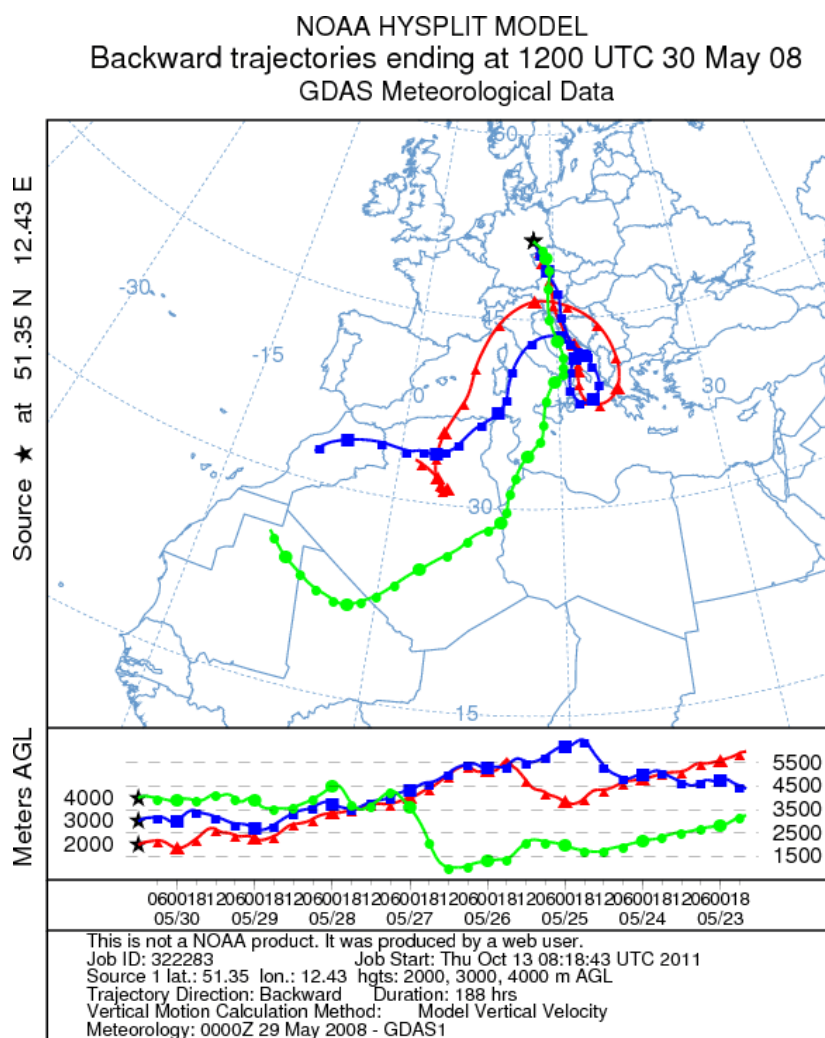 NOAA HYSPLIT MODEL
Backward trajectories ending at 1200 UTC 30 May 08
GDAS Meteorological Data
Source ★ at 51.35 N 12.43 E
-30
-15
0
15
30
30
15
Meters AGL
4000
3000
2000
5500
4500
3500
2500
1500
06001812060018120600181206001812060018120600181206001812060018
05/30 05/29 05/28 05/27 05/26 05/25 05/24 05/23
This is not a NOAA product. It was produced by a web user.
Job ID: 322283 Job Start: Thu Oct 13 08:18:43 UTC 2011
Source 1 lat.: 51.35 lon.: 12.43 hgts: 2000, 3000, 4000 m AGL
Trajectory Direction: Backward Duration: 188 hrs
Vertical Motion Calculation Method: Model Vertical Velocity
Meteorology: 0000Z 29 May 2008 - GDAS1